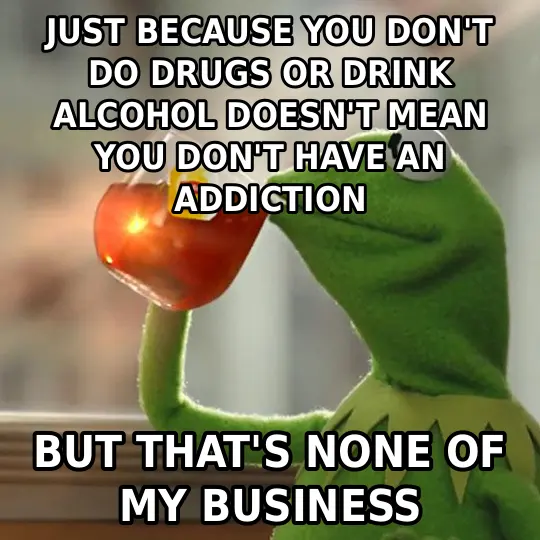 JUST BECAUSE YOU DON'T
DO DRUGS OR DRINK
ALCOHOL DOESN'T MEAN
YOU DON'T HAVE AN
ADDICTION
BUT THAT'S NONE OF
MY BUSINESS